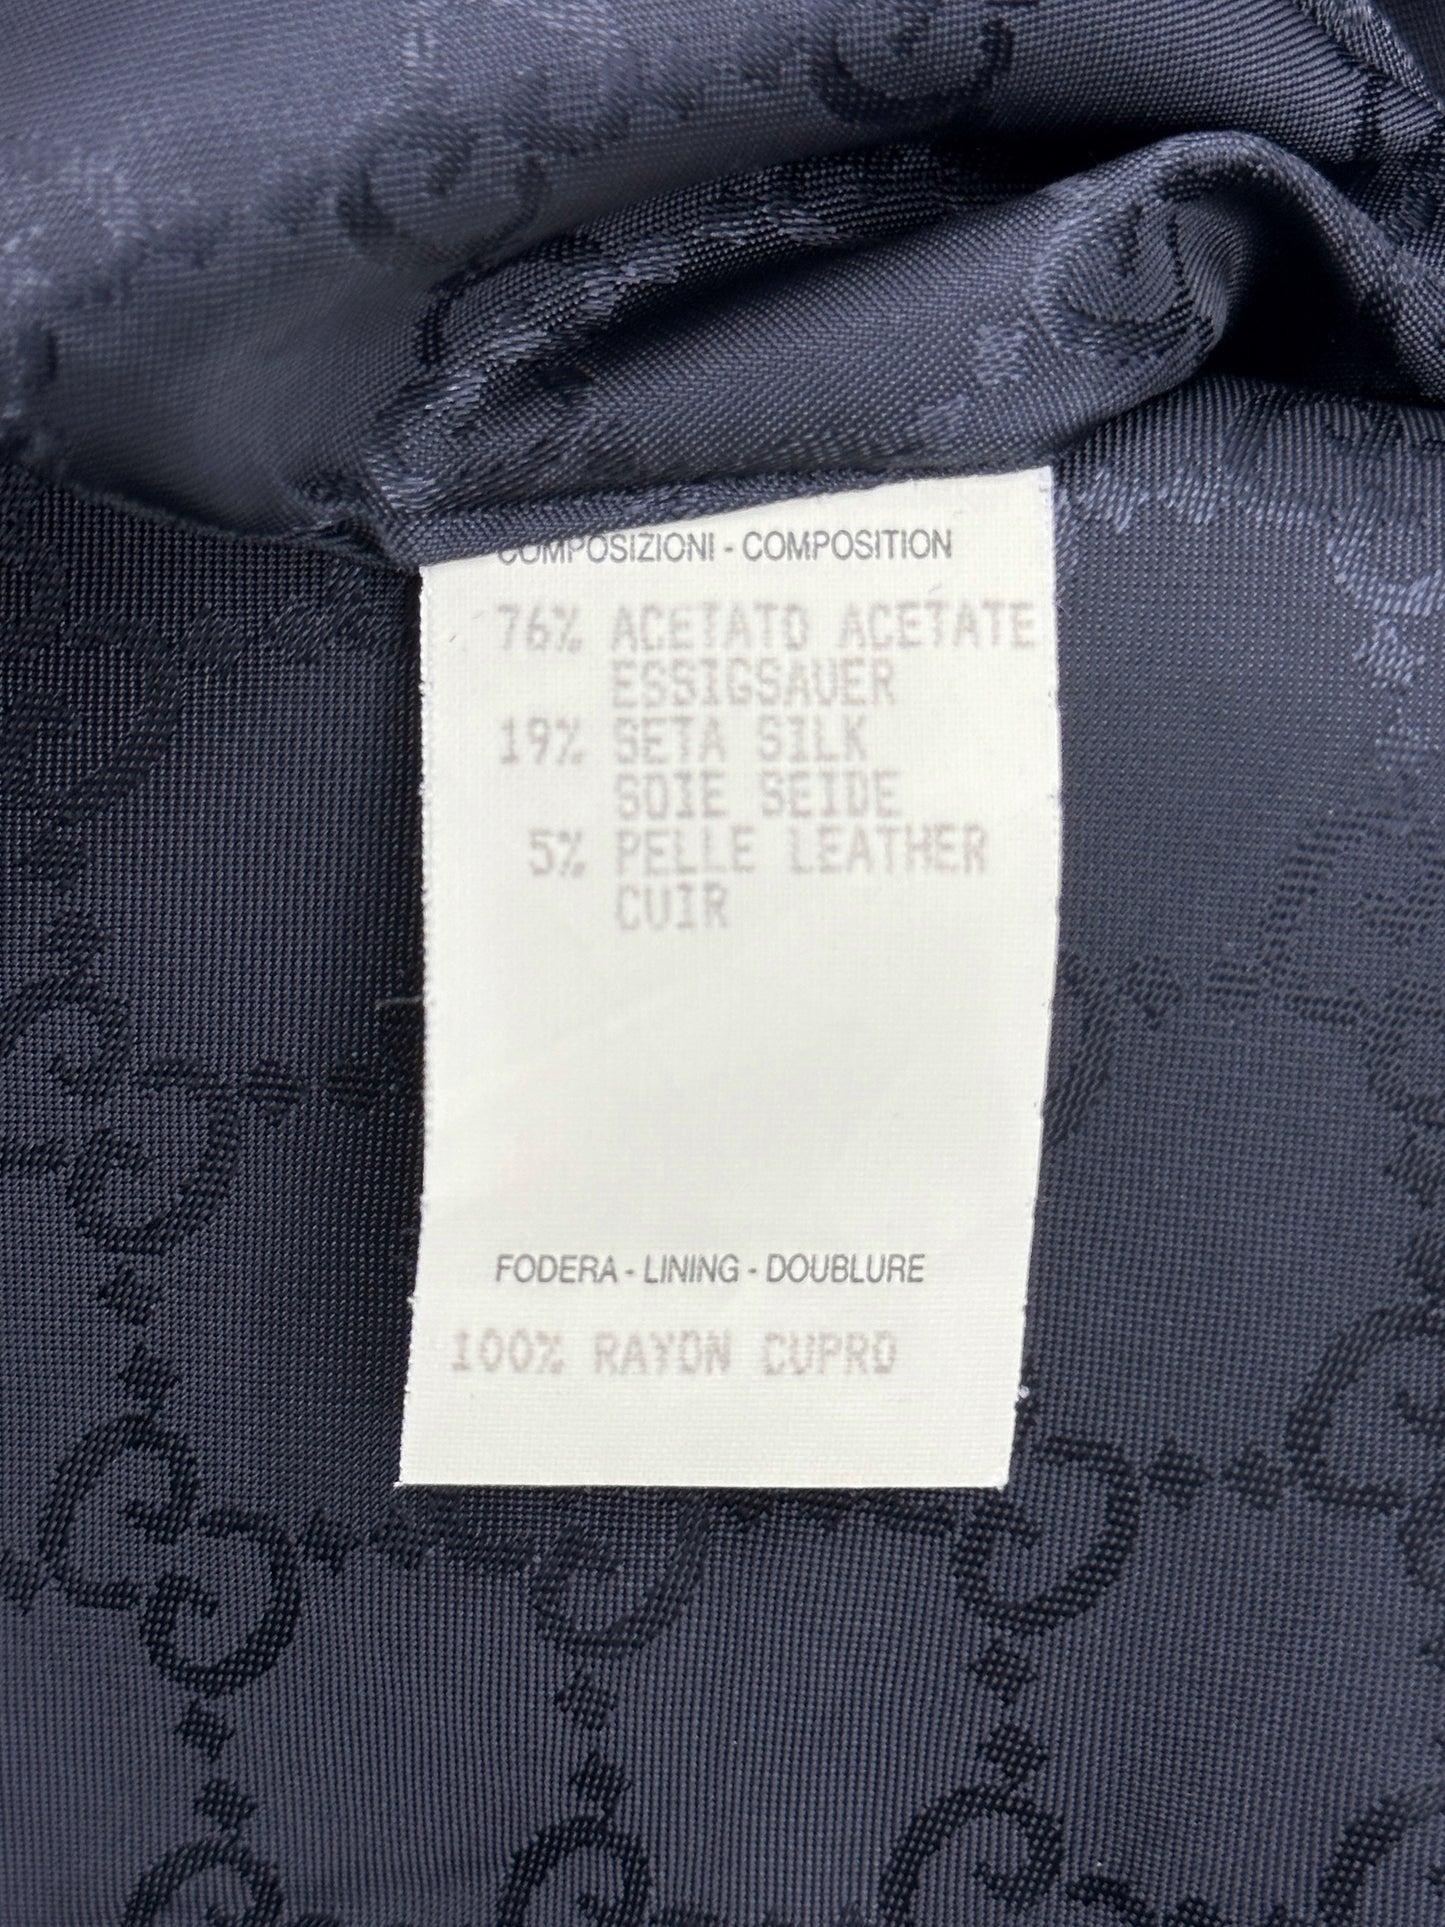 COMPOSIZIONI - COMPOSITION
76% ACETATO ACETATE
ESSIGSAUER
19% SETA SILK
SOIE SEIDE
5% PELLE LEATHER
CUIR
FODERA - LINING - DOUBLURE
100% RAYON CUPRO